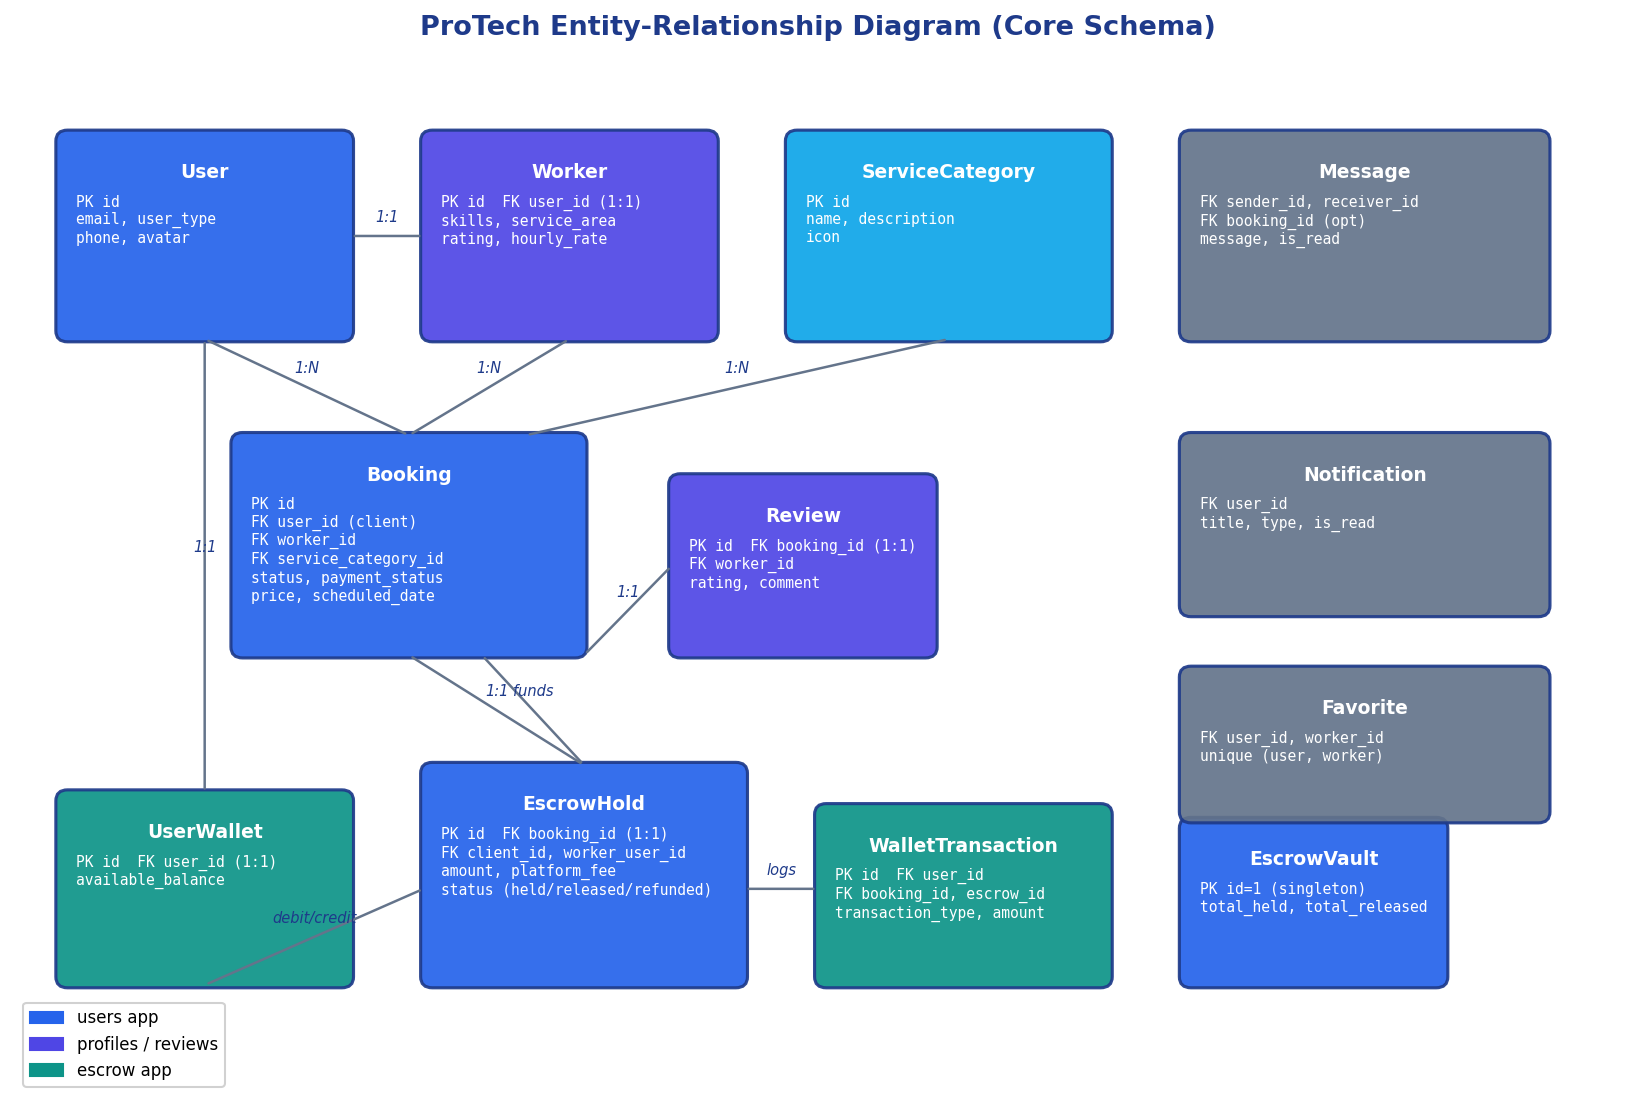 ProTech Entity-Relationship Diagram (Core Schema)
User
PK id
email, user_type
phone, avatar
1:1
Worker
PK id  FK user_id (1:1)
skills, service_area
rating, hourly_rate
ServiceCategory
PK id
name, description
icon
Message
FK sender_id, receiver_id
FK booking_id (opt)
message, is_read
1:N
1:N
1:N
Booking
PK id
FK user_id (client)
FK worker_id
FK service_category_id
status, payment_status
price, scheduled_date
1:1
Review
PK id  FK booking_id (1:1)
FK worker_id
rating, comment
1:1
Notification
FK user_id
title, type, is_read
1:1 funds
Favorite
FK user_id, worker_id
unique (user, worker)
UserWallet
PK id  FK user_id (1:1)
available_balance
debit/credit
EscrowHold
PK id  FK booking_id (1:1)
FK client_id, worker_user_id
amount, platform_fee
status (held/released/refunded)
logs
WalletTransaction
PK id  FK user_id
FK booking_id, escrow_id
transaction_type, amount
EscrowVault
PK id=1 (singleton)
total_held, total_released
users app
profiles / reviews
escrow app